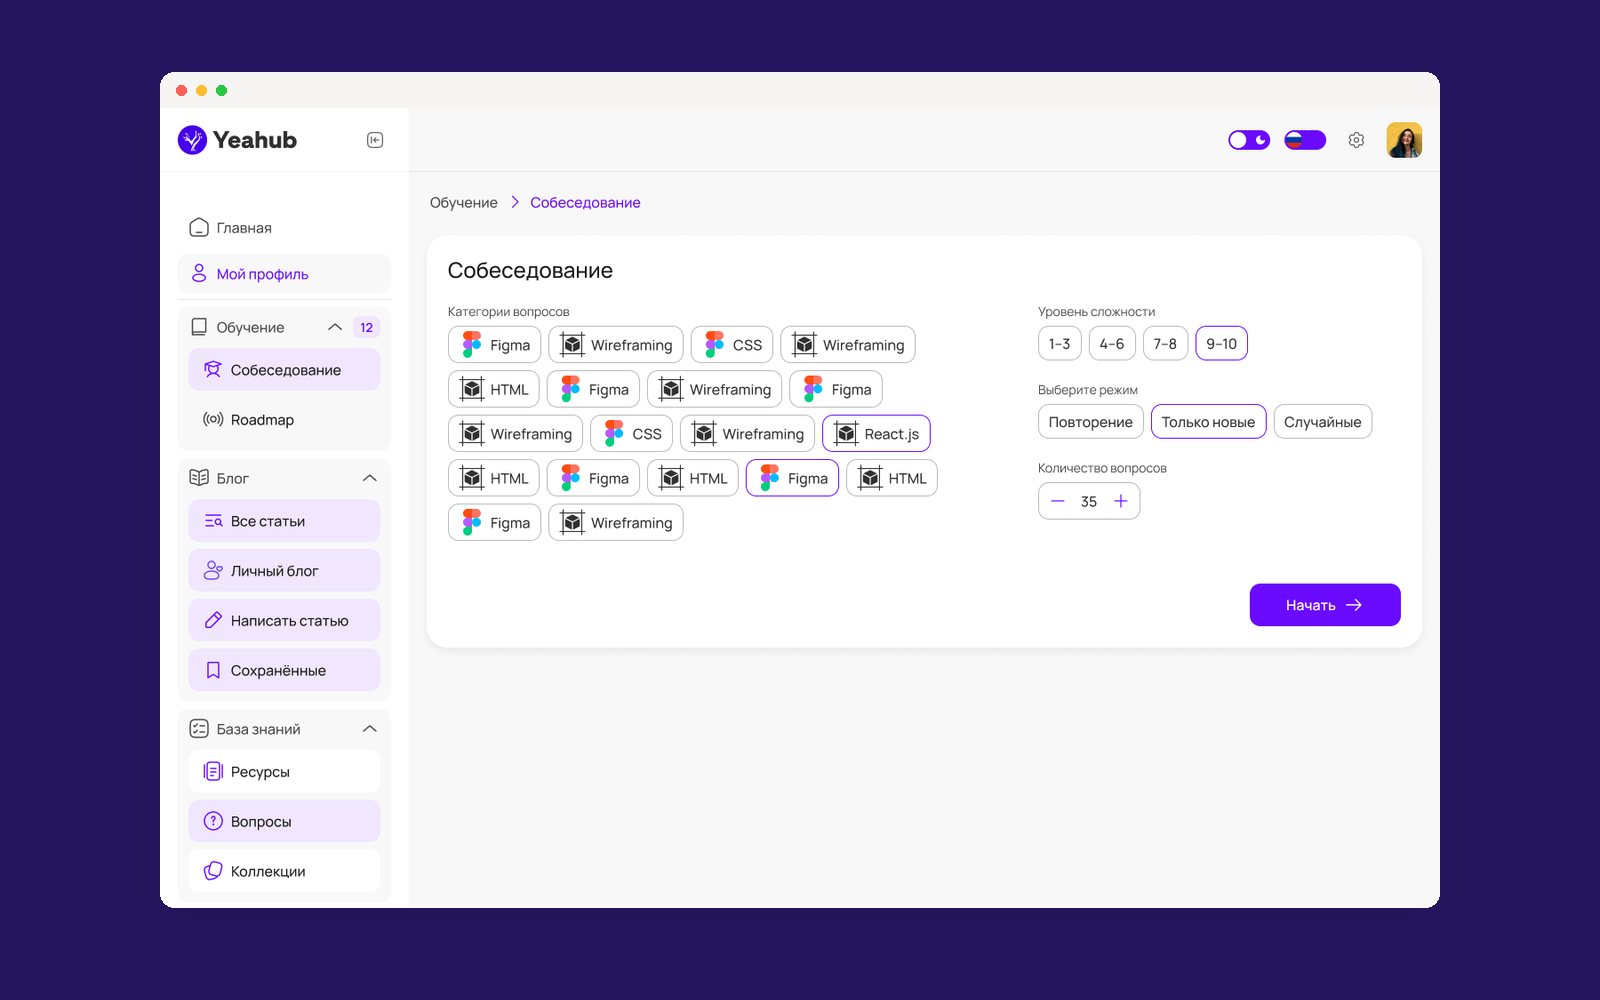 Yeahub
Главная
Мой профиль
Обучение 12
Собеседование
Roadmap
Блог
Все статьи
Личный блог
Написать статью
Сохранённые
База знаний
Ресурсы
Вопросы
Коллекции
Обучение Собеседование
Собеседование
Категории вопросов
Figma Wireframing CSS Wireframing
HTML Figma Wireframing Figma
Wireframing CSS Wireframing React.js
HTML Figma HTML Figma HTML
Figma Wireframing
Уровень сложности
1–3 4–6 7–8 9–10
Выберите режим
Повторение Только новые Случайные
Количество вопросов
35
Начать